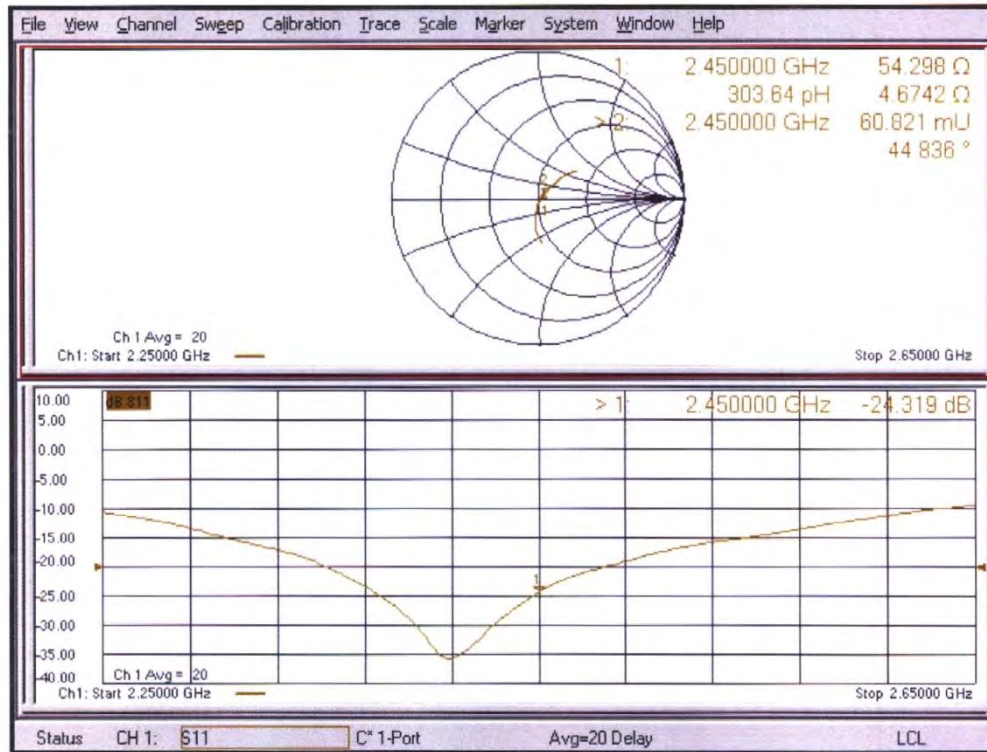 File View Channel Sweep Calibration Trace Scale Marker System Window Help
1: 2.450000 GHz 54.298 Ω
303.64 pH 4.6742 Ω
> 2: 2.450000 GHz 60.821 mU
44.836 °
2
1
Ch 1 Avg = 20
Ch1: Start 2.25000 GHz Stop 2.65000 GHz
10.00 dB S11 > 1: 2.450000 GHz -24.319 dB
5.00
0.00
-5.00
-10.00
-15.00
-20.00
-25.00 1
-30.00
-35.00
-40.00 Ch 1 Avg = 20
Ch1: Start 2.25000 GHz Stop 2.65000 GHz
Status CH 1: S11 C* 1-Port Avg=20 Delay LCL